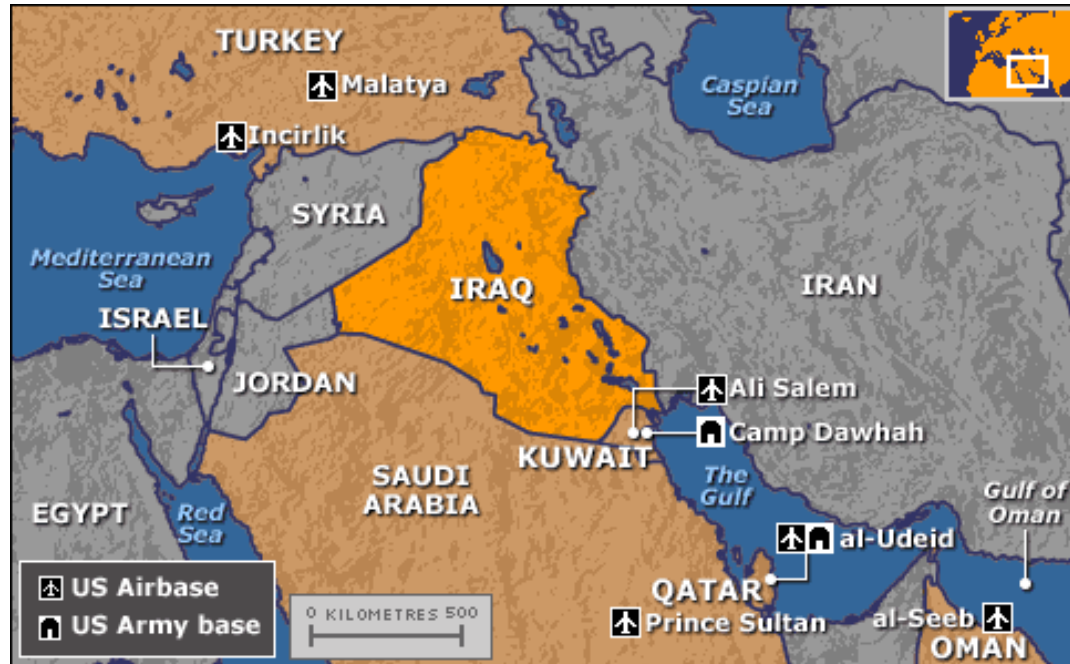 TURKEY
Malatya
Caspian
Sea
Incirlik
SYRIA
Mediterranean
Sea
IRAQ
IRAN
ISRAEL
JORDAN
Ali Salem
Camp Dawhah
KUWAIT
SAUDI
ARABIA
The
Gulf
Gulf of
Oman
EGYPT
Red
Sea
al-Udeid
QATAR
Prince Sultan
al-Seeb
OMAN
US Airbase
US Army base
0 KILOMETRES 500